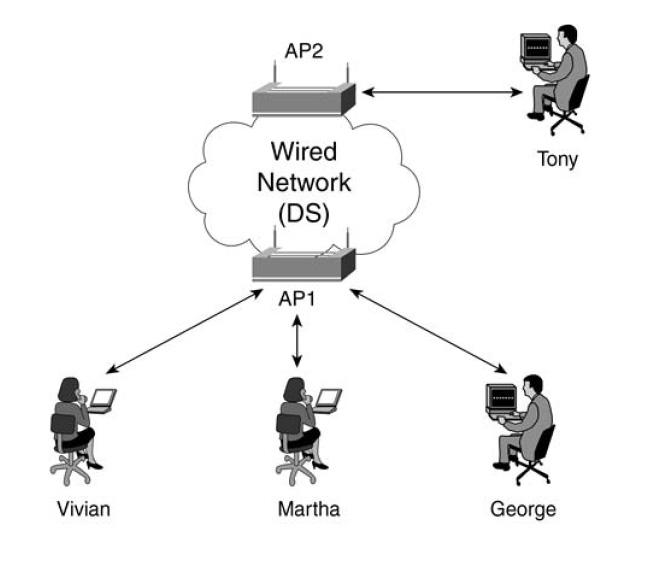 AP2
Tony
Wired
Network
(DS)
AP1
Vivian
Martha
George